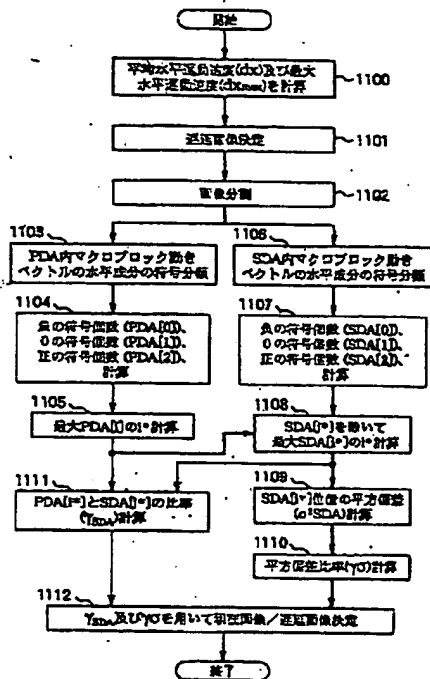 開始
平均水平運動速度(dx)及び最大
水平運動速度(dxmax)を計算
1100
遅延画像決定
1101
画像分割
1102
1103
PDA内マクロブロック動き
ベクトルの水平成分の符号分類
1106
SDA内マクロブロック動き
ベクトルの水平成分の符号分類
1104
負の符号個数 (PDA[0])、
0の符号個数 (PDA[1])、
正の符号個数 (PDA[2])、
計算
1107
負の符号個数 (SDA[0])、
0の符号個数 (SDA[1])、
正の符号個数 (SDA[2])、
計算
1105
最大PDA[i]のi*計算
1108
SDA[i*]を除いて
最大SDA[j*]のj*計算
1111
PDA[i*]とSDA[j*]の比率
(γSDA)計算
1109
SDA[j*]位置の平方偏差
(σ²SDA)計算
1110
平方偏差比率(γσ)計算
1112
γSDA及びγσを用いて現在画像/遅延画像決定
終了